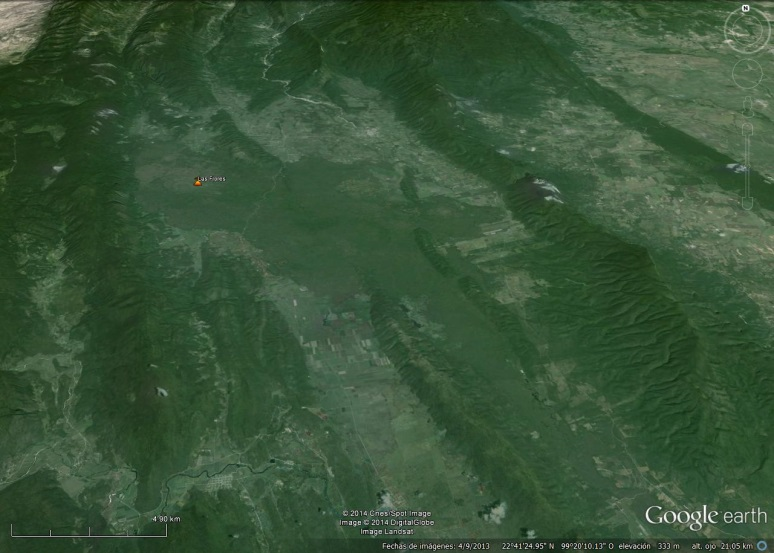 N
Las Flores
4.90 km
© 2014 Cnes/Spot Image
Image © 2014 DigitalGlobe
Image Landsat
Google earth
Fechas de imágenes: 4/9/2013 22°41'24.95" N 99°20'10.13" O elevación 333 m alt. ojo 21.05 km